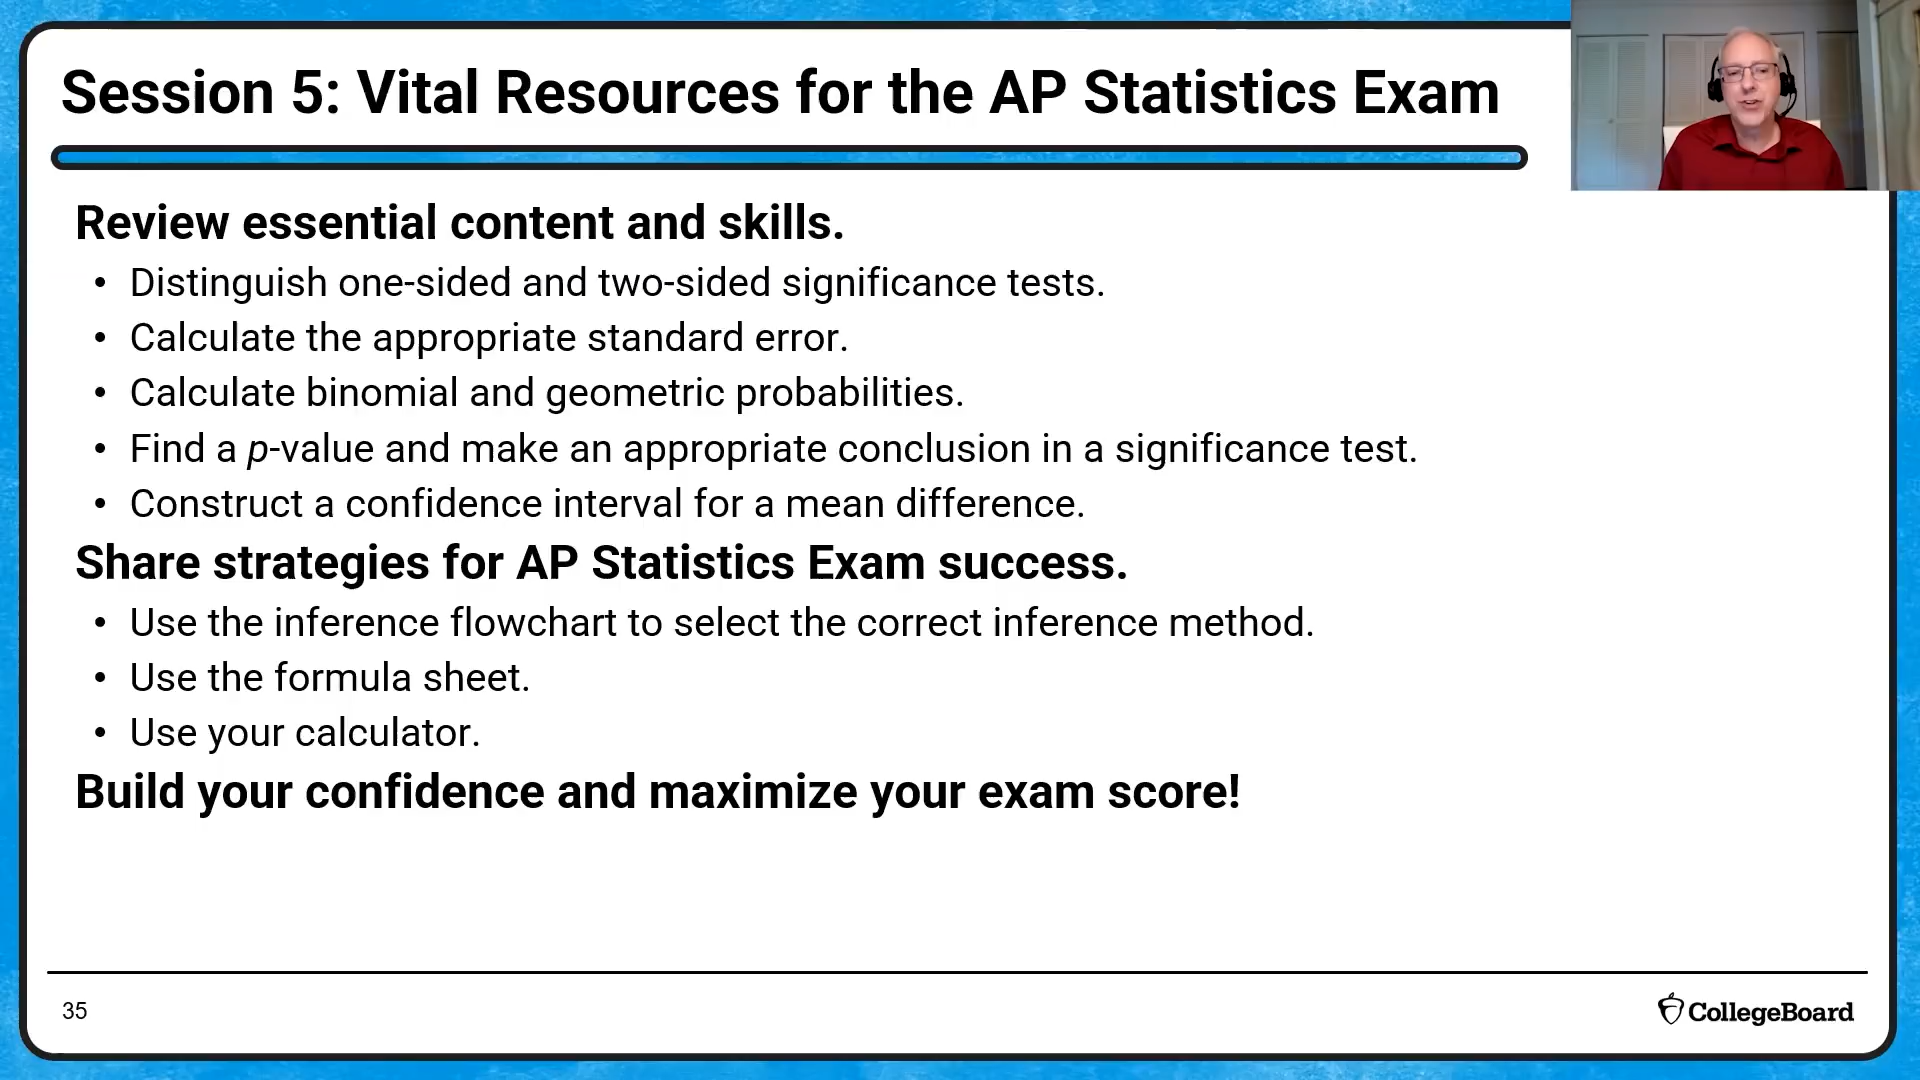 Session 5: Vital Resources for the AP Statistics Exam
Review essential content and skills.
• Distinguish one-sided and two-sided significance tests.
• Calculate the appropriate standard error.
• Calculate binomial and geometric probabilities.
• Find a p-value and make an appropriate conclusion in a significance test.
• Construct a confidence interval for a mean difference.
Share strategies for AP Statistics Exam success.
• Use the inference flowchart to select the correct inference method.
• Use the formula sheet.
• Use your calculator.
Build your confidence and maximize your exam score!
35
CollegeBoard